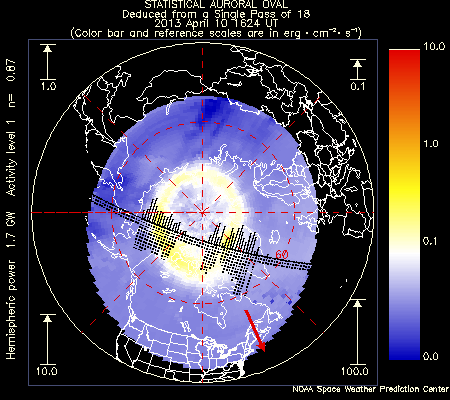 STATISTICAL AURORAL OVAL
Deduced from a Single Pass of 18
2013 April 10 1624 UT
(Color bar and reference scales are in erg · cm⁻² · s⁻¹)
Hemispheric power 1.7 GW Activity level 1 n= 0.87
1.0
0.1
10.0
100.0
60
10.0
1.0
0.1
0.0
NOAA Space Weather Prediction Center